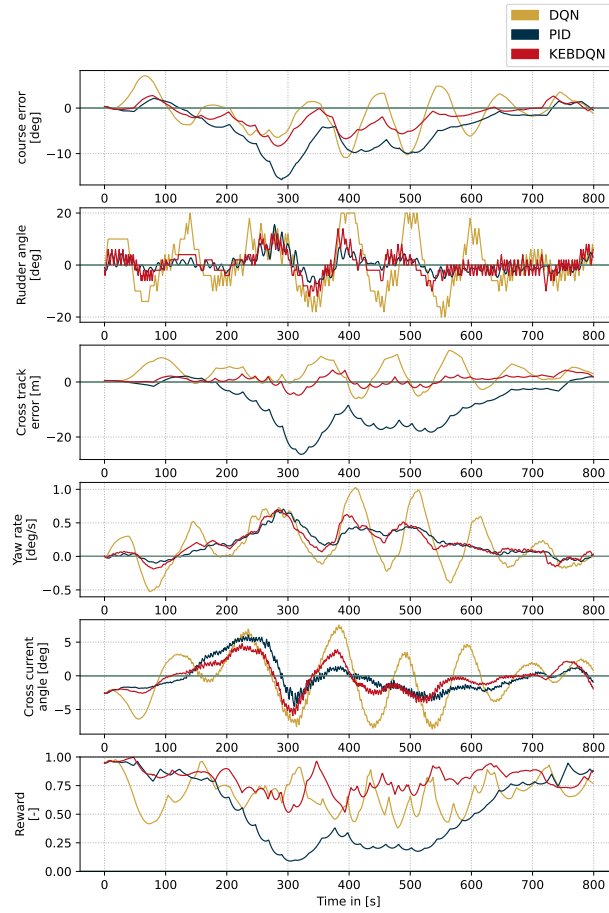 DQN
PID
KEBDQN
course error
[deg]
0
−10
0 100 200 300 400 500 600 700 800
Rudder angle
[deg]
20
0
−20
0 100 200 300 400 500 600 700 800
Cross track
error [m]
0
−20
0 100 200 300 400 500 600 700 800
Yaw rate
[deg/s]
1.0
0.5
0.0
−0.5
0 100 200 300 400 500 600 700 800
Cross current
angle [deg]
5
0
−5
0 100 200 300 400 500 600 700 800
Reward
[-]
1.00
0.75
0.50
0.25
0.00
0 100 200 300 400 500 600 700 800
Time in [s]